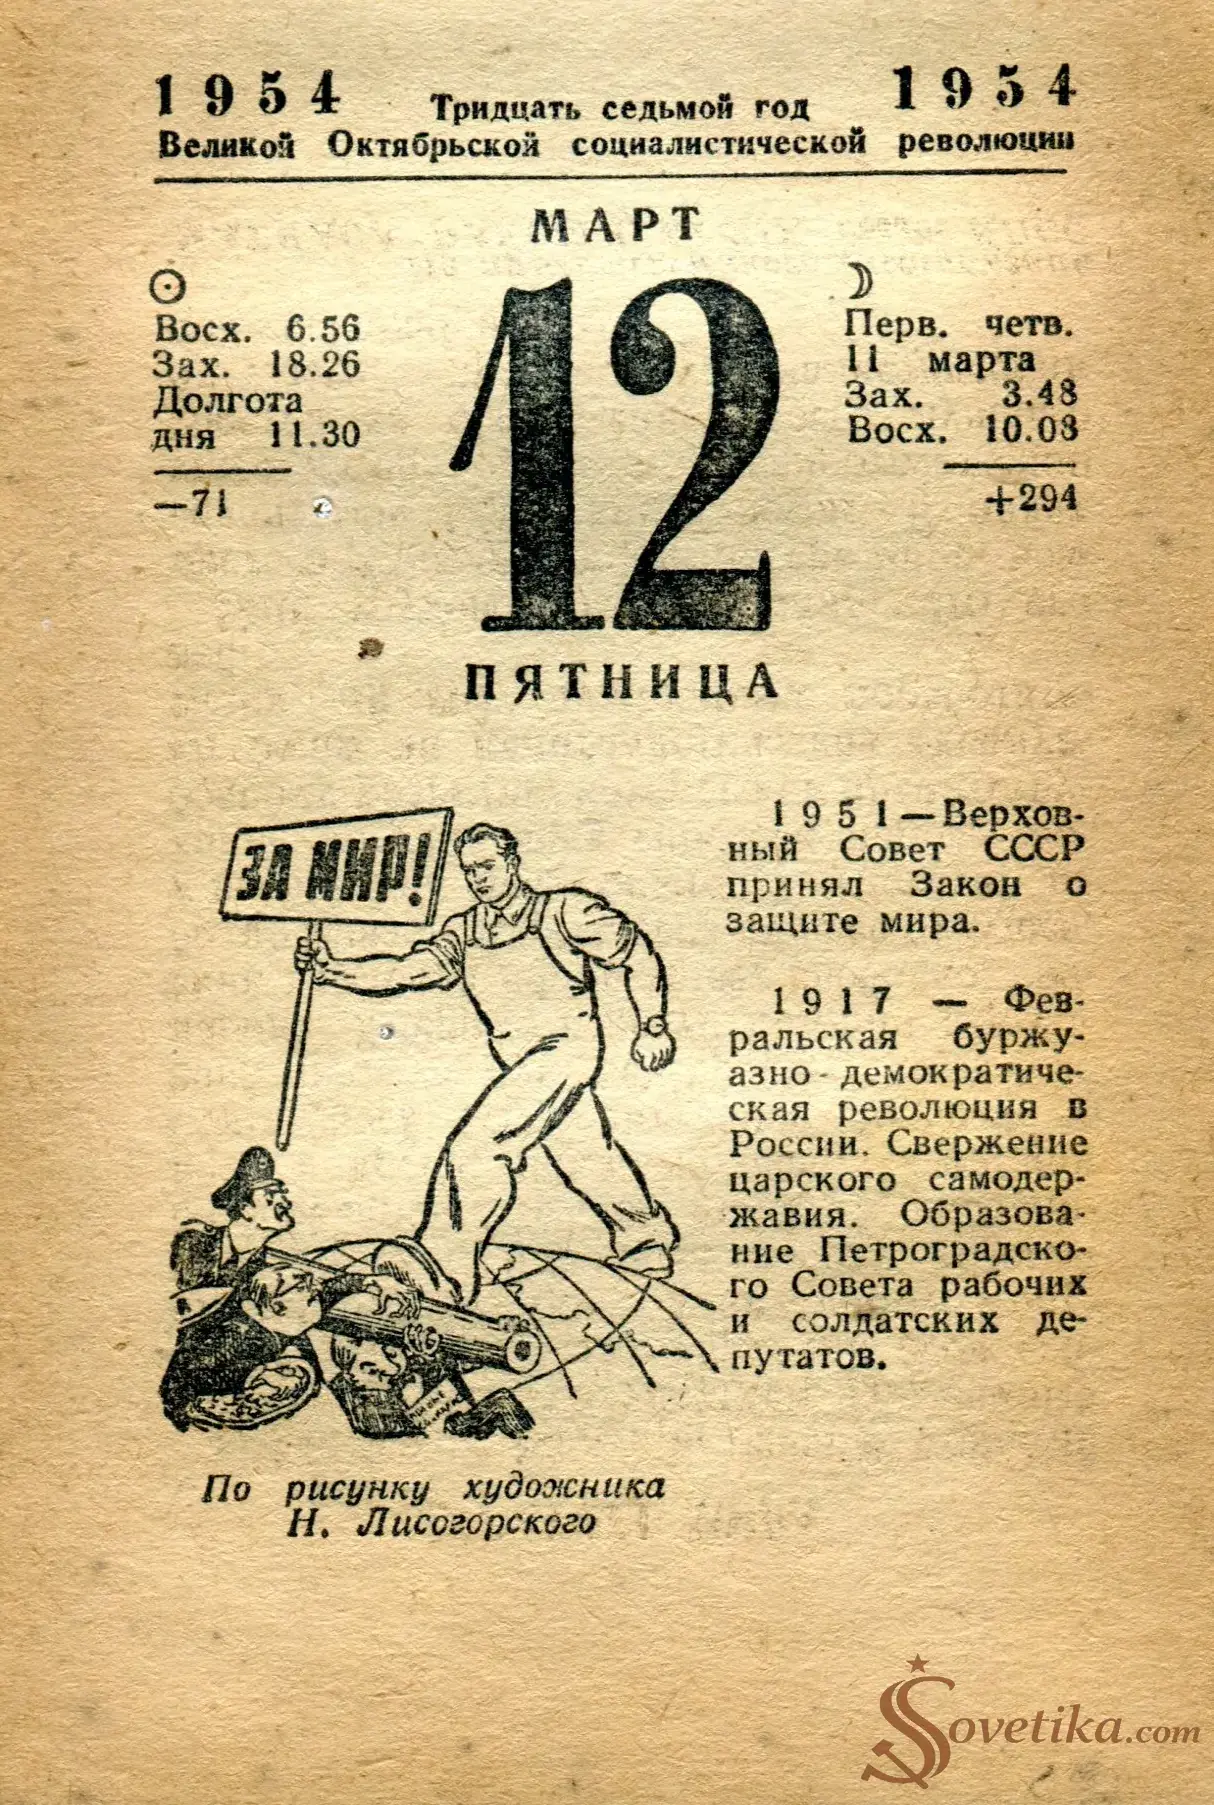 1954 Тридцать седьмой год 1954
Великой Октябрьской социалистической революции
МАРТ
Восх. 6.56
Зах. 18.26
Долгота
дня 11.30
—71
12
Перв. четв.
11 марта
Зах. 3.48
Восх. 10.08
+294
ПЯТНИЦА
ЗА МИР!
1951—Верхов-
ный Совет СССР
принял Закон о
защите мира.
1917 — Фев-
ральская буржу-
азно-демократиче-
ская революция в
России. Свержение
царского самодер-
жавия. Образова-
ние Петроградско-
го Совета рабочих
и солдатских де-
путатов.
По рисунку художника
Н. Лисогорского
Sovetika.com